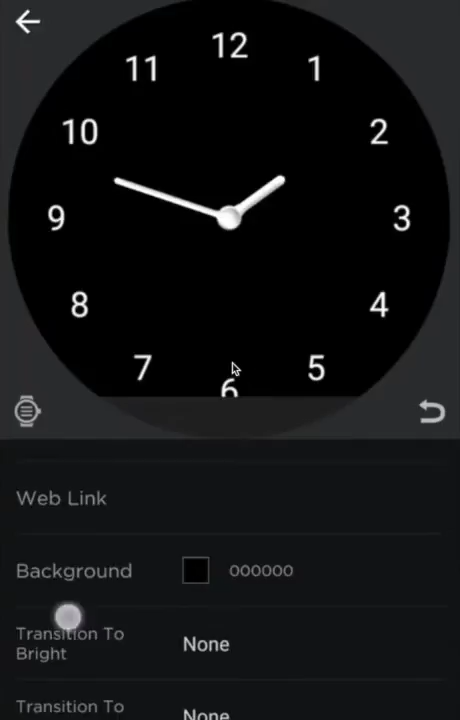 12
11
1
10
2
9
3
8
4
7
5
6
Web Link
Background
000000
Transition To
Bright
None
Transition To
None